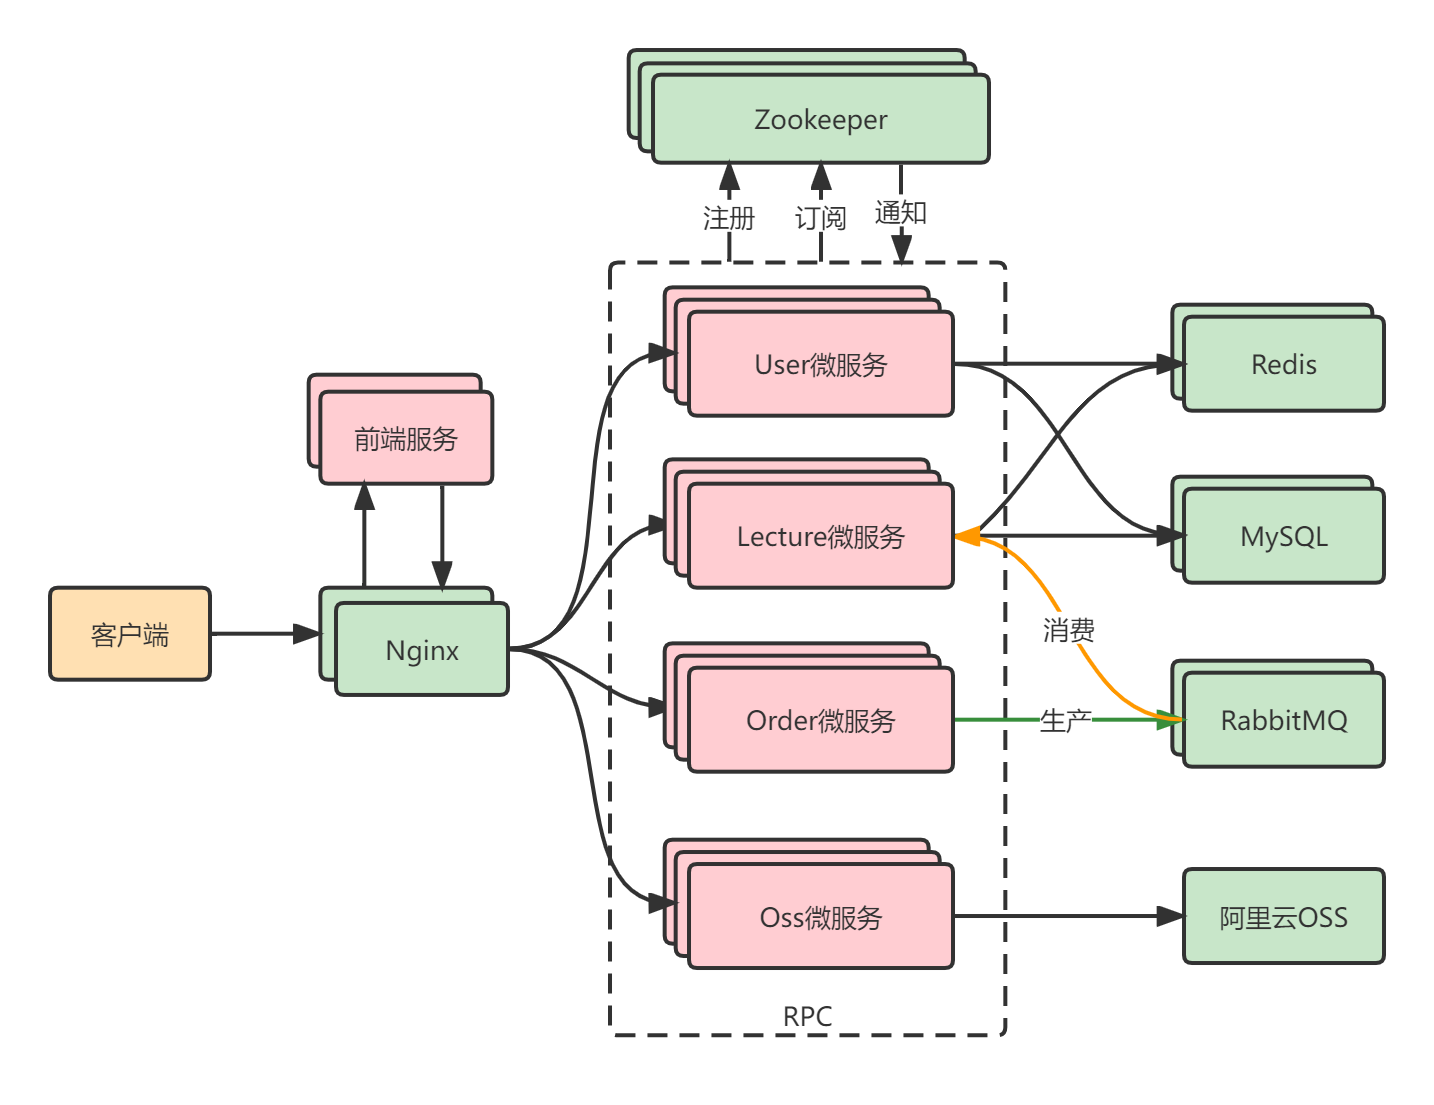 Zookeeper
注册
订阅
通知
User微服务
Redis
前端服务
Lecture微服务
MySQL
客户端
Nginx
消费
Order微服务
生产
RabbitMQ
Oss微服务
阿里云OSS
RPC